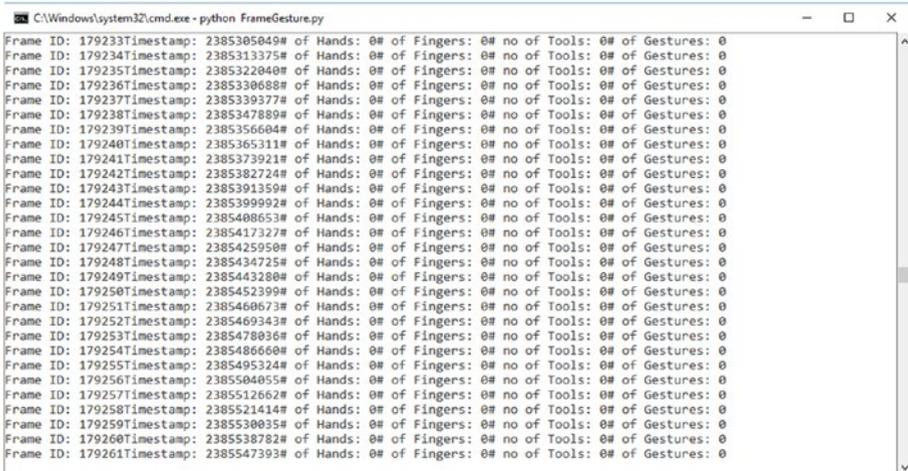 C:\Windows\system32\cmd.exe - python FrameGesture.py
Frame ID: 179233Timestamp: 2385305049# of Hands: 0# of Fingers: 0# no of Tools: 0# of Gestures: 0
Frame ID: 179234Timestamp: 2385313375# of Hands: 0# of Fingers: 0# no of Tools: 0# of Gestures: 0
Frame ID: 179235Timestamp: 2385322040# of Hands: 0# of Fingers: 0# no of Tools: 0# of Gestures: 0
Frame ID: 179236Timestamp: 2385330688# of Hands: 0# of Fingers: 0# no of Tools: 0# of Gestures: 0
Frame ID: 179237Timestamp: 2385339377# of Hands: 0# of Fingers: 0# no of Tools: 0# of Gestures: 0
Frame ID: 179238Timestamp: 2385347889# of Hands: 0# of Fingers: 0# no of Tools: 0# of Gestures: 0
Frame ID: 179239Timestamp: 2385356604# of Hands: 0# of Fingers: 0# no of Tools: 0# of Gestures: 0
Frame ID: 179240Timestamp: 2385365311# of Hands: 0# of Fingers: 0# no of Tools: 0# of Gestures: 0
Frame ID: 179241Timestamp: 2385373921# of Hands: 0# of Fingers: 0# no of Tools: 0# of Gestures: 0
Frame ID: 179242Timestamp: 2385382724# of Hands: 0# of Fingers: 0# no of Tools: 0# of Gestures: 0
Frame ID: 179243Timestamp: 2385391359# of Hands: 0# of Fingers: 0# no of Tools: 0# of Gestures: 0
Frame ID: 179244Timestamp: 2385399992# of Hands: 0# of Fingers: 0# no of Tools: 0# of Gestures: 0
Frame ID: 179245Timestamp: 2385408653# of Hands: 0# of Fingers: 0# no of Tools: 0# of Gestures: 0
Frame ID: 179246Timestamp: 2385417327# of Hands: 0# of Fingers: 0# no of Tools: 0# of Gestures: 0
Frame ID: 179247Timestamp: 2385425950# of Hands: 0# of Fingers: 0# no of Tools: 0# of Gestures: 0
Frame ID: 179248Timestamp: 2385434725# of Hands: 0# of Fingers: 0# no of Tools: 0# of Gestures: 0
Frame ID: 179249Timestamp: 2385443280# of Hands: 0# of Fingers: 0# no of Tools: 0# of Gestures: 0
Frame ID: 179250Timestamp: 2385452399# of Hands: 0# of Fingers: 0# no of Tools: 0# of Gestures: 0
Frame ID: 179251Timestamp: 2385460673# of Hands: 0# of Fingers: 0# no of Tools: 0# of Gestures: 0
Frame ID: 179252Timestamp: 2385469343# of Hands: 0# of Fingers: 0# no of Tools: 0# of Gestures: 0
Frame ID: 179253Timestamp: 2385478036# of Hands: 0# of Fingers: 0# no of Tools: 0# of Gestures: 0
Frame ID: 179254Timestamp: 2385486660# of Hands: 0# of Fingers: 0# no of Tools: 0# of Gestures: 0
Frame ID: 179255Timestamp: 2385495324# of Hands: 0# of Fingers: 0# no of Tools: 0# of Gestures: 0
Frame ID: 179256Timestamp: 2385504055# of Hands: 0# of Fingers: 0# no of Tools: 0# of Gestures: 0
Frame ID: 179257Timestamp: 2385512662# of Hands: 0# of Fingers: 0# no of Tools: 0# of Gestures: 0
Frame ID: 179258Timestamp: 2385521414# of Hands: 0# of Fingers: 0# no of Tools: 0# of Gestures: 0
Frame ID: 179259Timestamp: 2385530035# of Hands: 0# of Fingers: 0# no of Tools: 0# of Gestures: 0
Frame ID: 179260Timestamp: 2385538782# of Hands: 0# of Fingers: 0# no of Tools: 0# of Gestures: 0
Frame ID: 179261Timestamp: 2385547393# of Hands: 0# of Fingers: 0# no of Tools: 0# of Gestures: 0